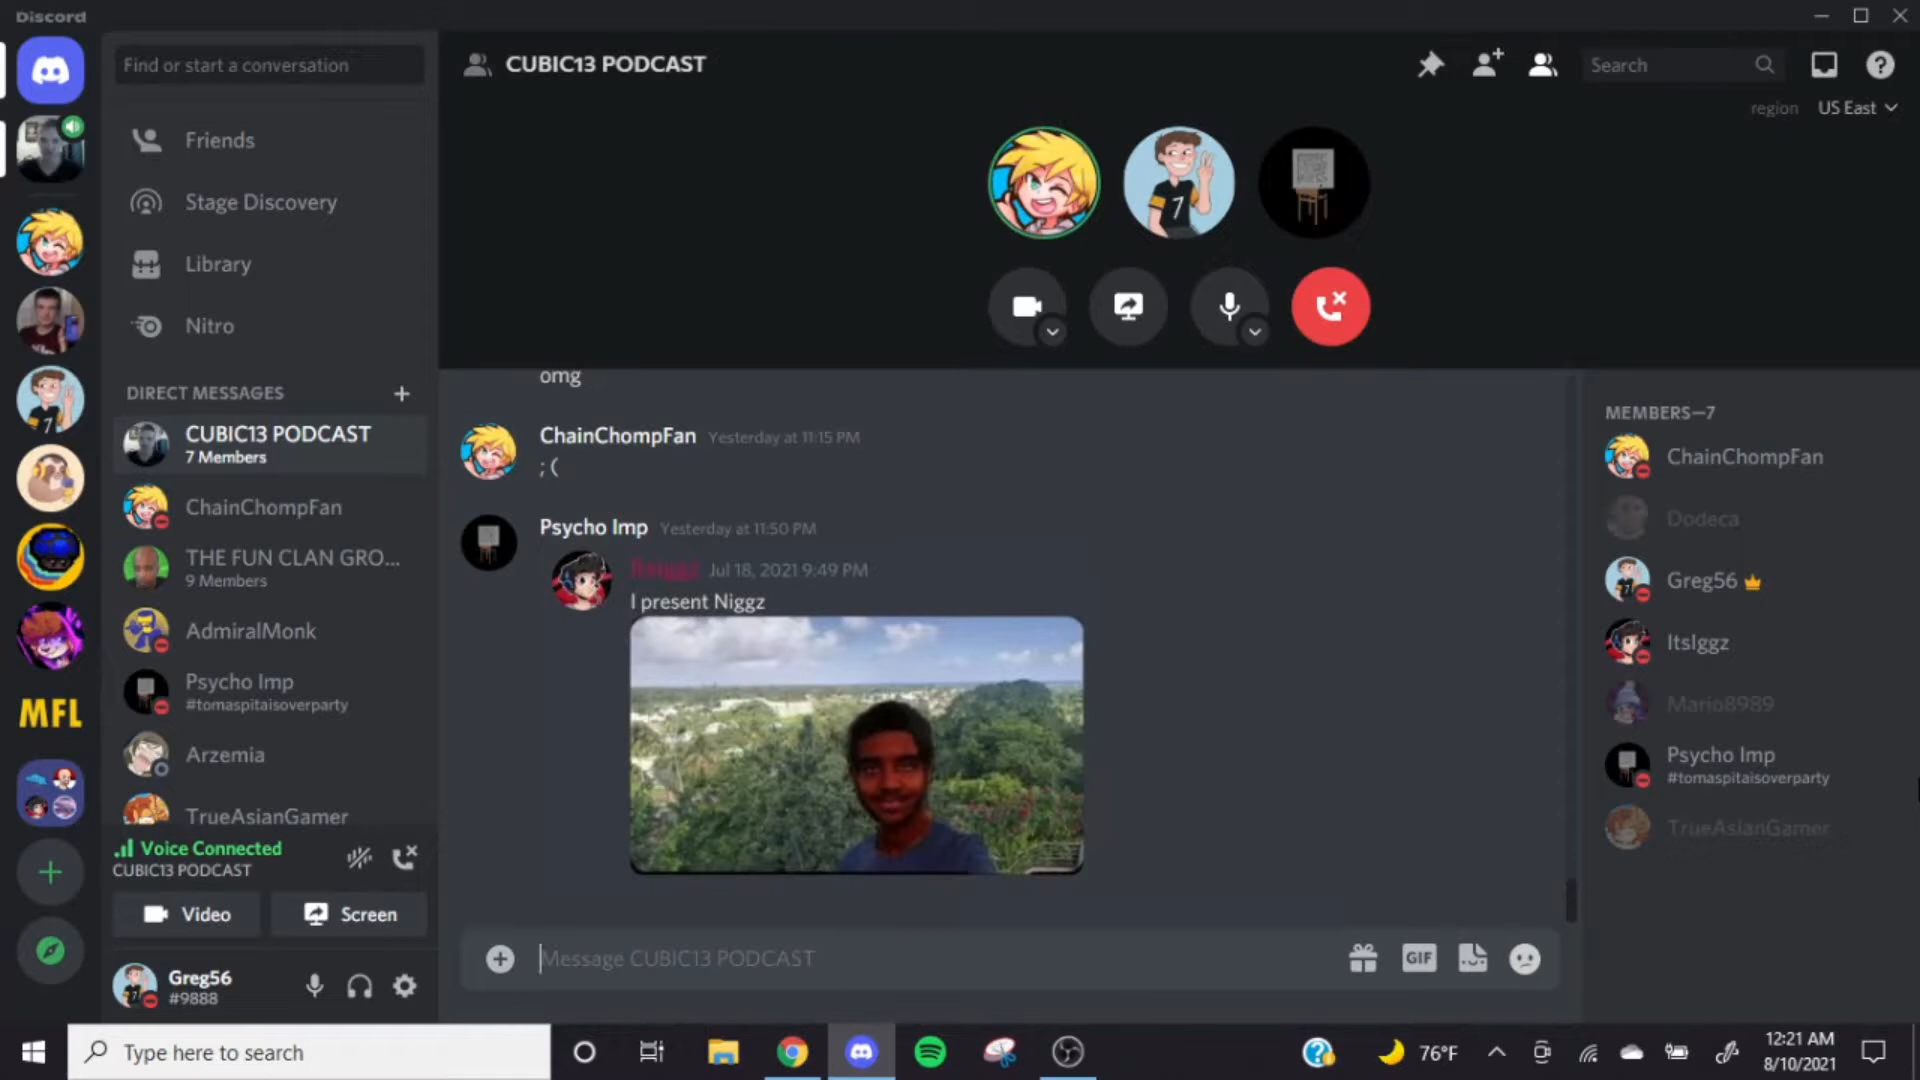 Discord
Find or start a conversation
CUBIC13 PODCAST
Search
region US East
Friends
Stage Discovery
Library
Nitro
DIRECT MESSAGES
CUBIC13 PODCAST
7 Members
ChainChompFan
THE FUN CLAN GRO...
9 Members
AdmiralMonk
Psycho Imp
#tomaspitaisoverparty
Arzemia
TrueAsianGamer
MFL
Voice Connected
CUBIC13 PODCAST
Video
Screen
Greg56
#9888
omg
ChainChompFan Yesterday at 11:15 PM
; (
Psycho Imp Yesterday at 11:50 PM
Jul 18, 2021 9:49 PM
I present Niggz
Message CUBIC13 PODCAST
GIF
MEMBERS—7
ChainChompFan
Dodeca
Greg56
ItsIggz
Mario8989
Psycho Imp
#tomaspitaisoverparty
TrueAsianGamer
Type here to search
76°F
12:21 AM
8/10/2021